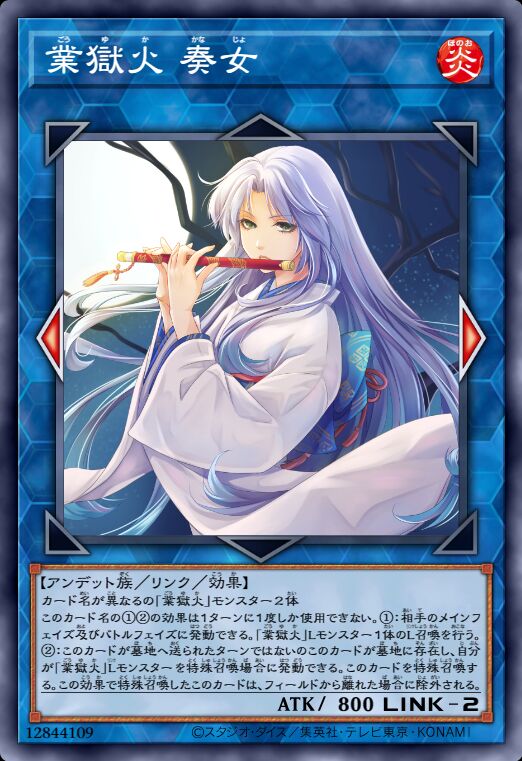 業獄火 奏女
炎
【アンデット族／リンク／効果】
カード名が異なるの「業獄火」モンスター2体
このカード名の①②の効果は1ターンに1度しか使用できない。①：相手のメインフ
ェイズ及びバトルフェイズに発動できる。「業獄火」Lモンスター1体のL召喚を行う。
②：このカードが墓地へ送られたターンではないのこのカードが墓地に存在し、自分
が「業獄火」Lモンスターを特殊召喚場合に発動できる。このカードを特殊召喚す
る。この効果で特殊召喚したこのカードは、フィールドから離れた場合に除外される。
ATK/ 800 LINK-2
12844109 ©スタジオ・ダイス/集英社・テレビ東京・KONAMI